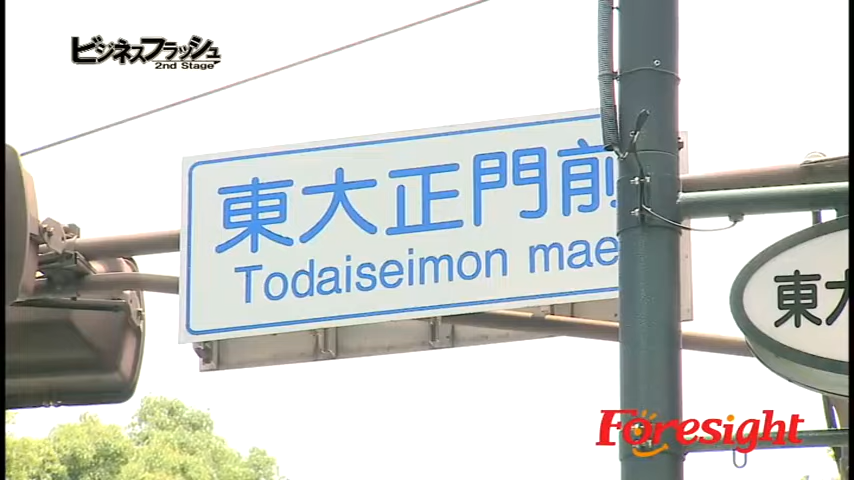 ビジネスフラッシュ
2nd Stage
東大正門前
Todaiseimon mae
東大
Foresight